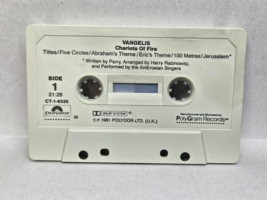 VANGELIS
Chariots Of Fire
Titles/Five Circles/Abraham's Theme/Eric's Theme/100 Metres/Jerusalem*
* Written by Parry, Arranged by Harry Rabinowitz,
and Performed by the Ambrosian Singers
SIDE
1
21:26
CT-1-6335
DOLBY SYSTEM
polydor
PolyGram Records
℗ 1981 POLYDOR LTD. (U.K.)